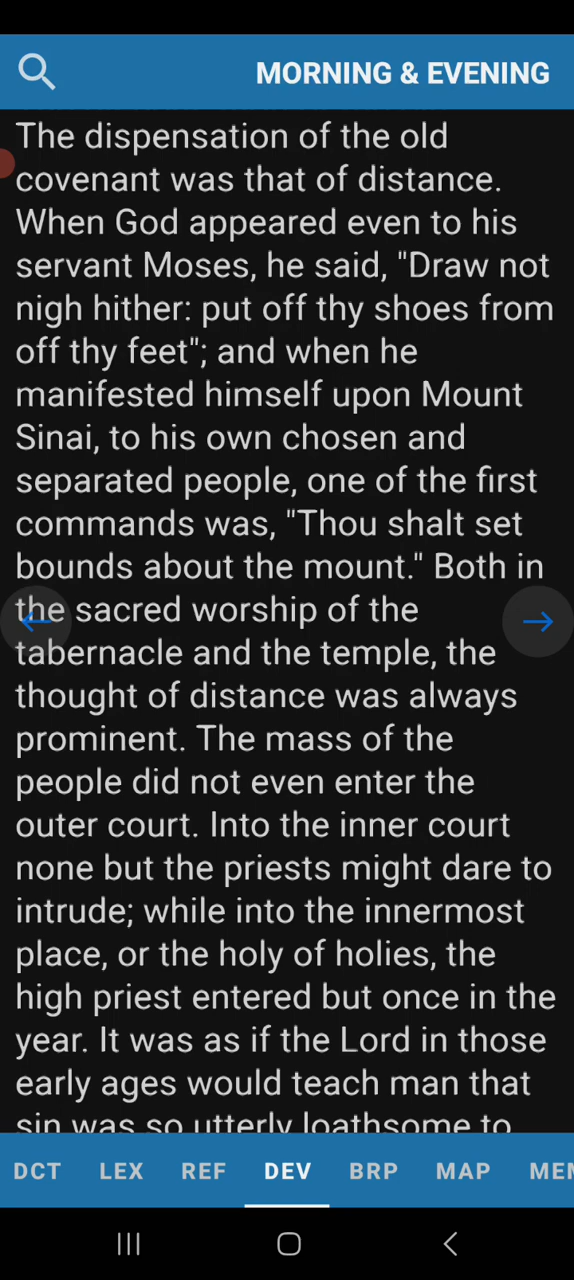 MORNING & EVENING
The dispensation of the old
covenant was that of distance.
When God appeared even to his
servant Moses, he said, "Draw not
nigh hither: put off thy shoes from
off thy feet"; and when he
manifested himself upon Mount
Sinai, to his own chosen and
separated people, one of the first
commands was, "Thou shalt set
bounds about the mount." Both in
the sacred worship of the
tabernacle and the temple, the
thought of distance was always
prominent. The mass of the
people did not even enter the
outer court. Into the inner court
none but the priests might dare to
intrude; while into the innermost
place, or the holy of holies, the
high priest entered but once in the
year. It was as if the Lord in those
early ages would teach man that
sin was so utterly loathsome to
DCT LEX REF DEV BRP MAP MEM